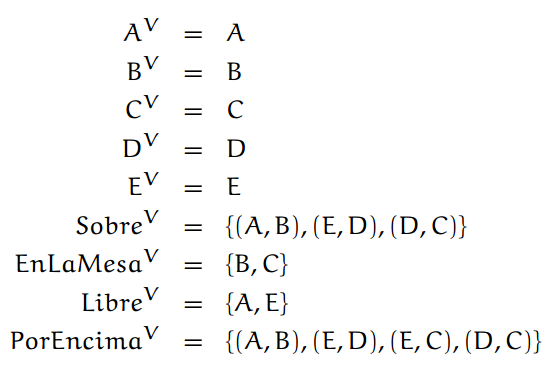 A^V = A
B^V = B
C^V = C
D^V = D
E^V = E
Sobre^V = {(A, B), (E, D), (D, C)}
EnLaMesa^V = {B, C}
Libre^V = {A, E}
PorEncima^V = {(A, B), (E, D), (E, C), (D, C)}